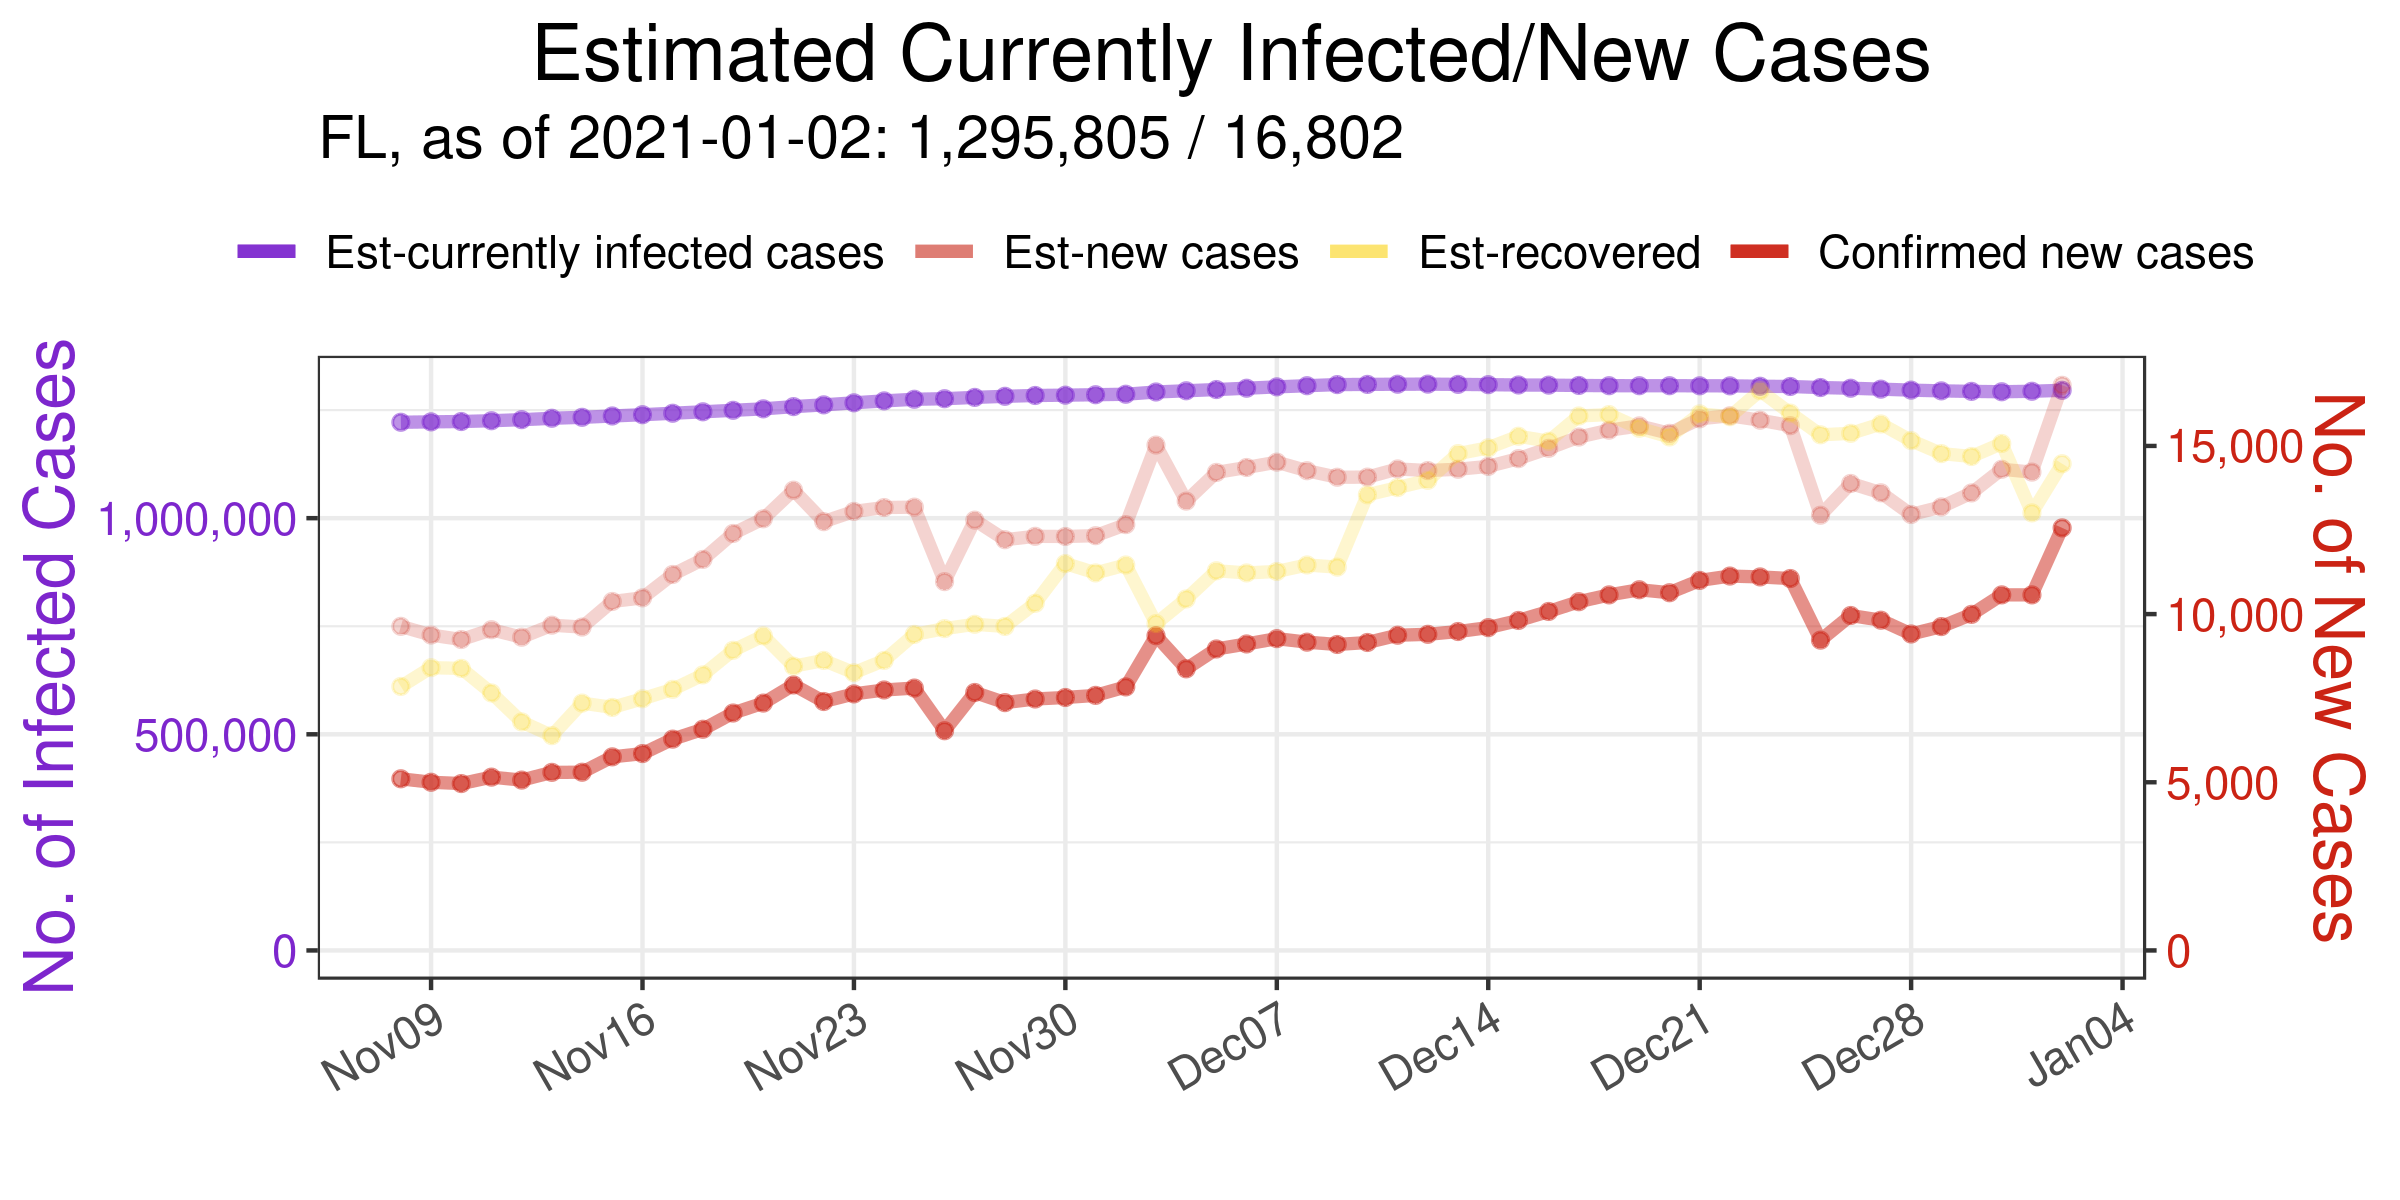 Estimated Currently Infected/New Cases
FL, as of 2021-01-02: 1,295,805 / 16,802
Est-currently infected cases Est-new cases Est-recovered Confirmed new cases
No. of Infected Cases
1,000,000
500,000
0
15,000
10,000
5,000
0
No. of New Cases
Nov09 Nov16 Nov23 Nov30 Dec07 Dec14 Dec21 Dec28 Jan04